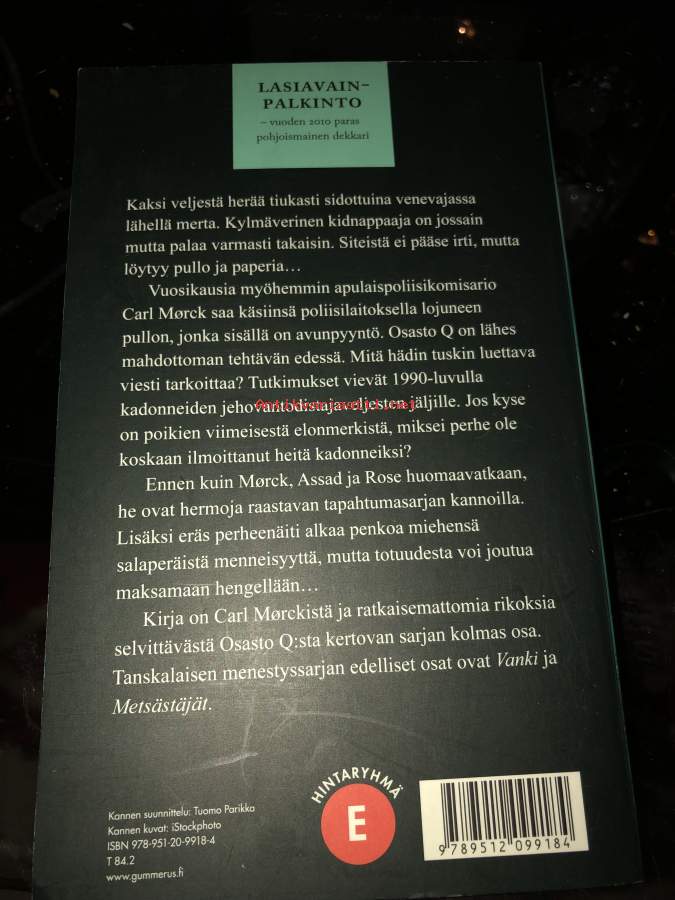 LASIAVAIN-
PALKINTO
– vuoden 2010 paras
pohjoismainen dekkari
Kaksi veljestä herää tiukasti sidottuina venevajassa
lähellä merta. Kylmäverinen kidnappaaja on jossain
mutta palaa varmasti takaisin. Siteistä ei pääse irti, mutta
löytyy pullo ja paperia…
Vuosikausia myöhemmin apulaispoliisikomisario
Carl Mørck saa käsiinsä poliisilaitoksella lojuneen
pullon, jonka sisällä on avunpyyntö. Osasto Q on lähes
mahdottoman tehtävän edessä. Mitä hädin tuskin luettava
viesti tarkoittaa? Tutkimukset vievät 1990-luvulla
kadonneiden jehovantodistajaveljesten jäljille. Jos kyse
on poikien viimeisestä elonmerkistä, miksei perhe ole
koskaan ilmoittanut heitä kadonneiksi?
Ennen kuin Mørck, Assad ja Rose huomaavatkaan,
he ovat hermoja raastavan tapahtumasarjan kannoilla.
Lisäksi eräs perheenäiti alkaa penkoa miehensä
salaperäistä menneisyyttä, mutta totuudesta voi joutua
maksamaan hengellään…
Kirja on Carl Mørckistä ja ratkaisemattomia rikoksia
selvittävästä Osasto Q:sta kertovan sarjan kolmas osa.
Tanskalaisen menestyssarjan edelliset osat ovat Vanki ja
Metsästäjät.
Kannen suunnittelu: Tuomo Parikka
Kannen kuvat: iStockphoto
ISBN 978-951-20-9918-4
T 84.2
www.gummerus.fi
HINTARYHMÄ
E
9 789512 099184